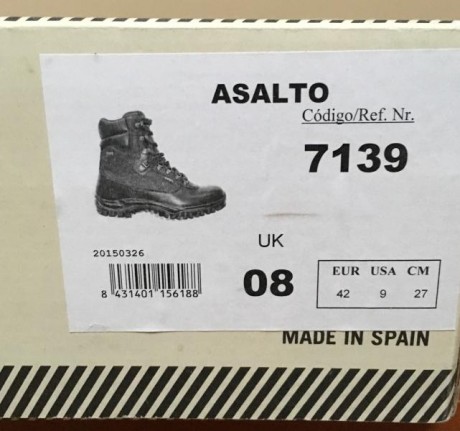 ASALTO
Código/Ref. Nr.
7139
20150326
8 431401 156188
UK
08
EUR USA CM
42 9 27
MADE IN SPAIN